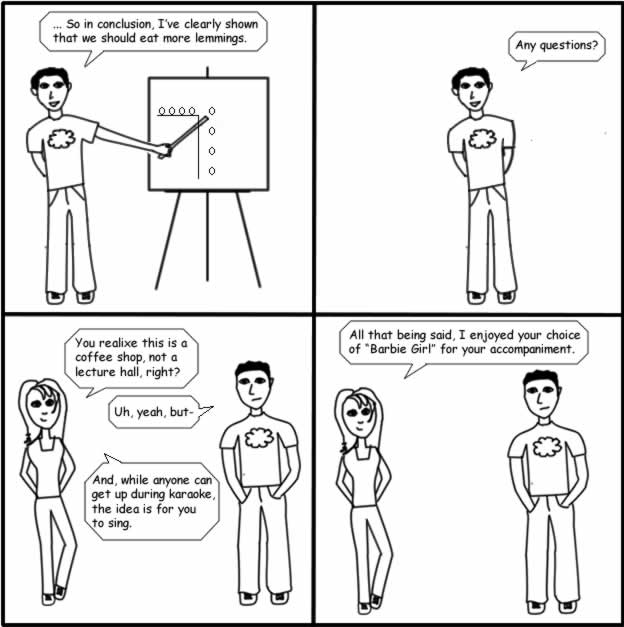 ... So in conclusion, I've clearly shown
that we should eat more lemmings.
Any questions?
You realixe this is a
coffee shop, not a
lecture hall, right?
Uh, yeah, but-
And, while anyone can
get up during karaoke,
the idea is for you
to sing.
All that being said, I enjoyed your choice
of "Barbie Girl" for your accompaniment.